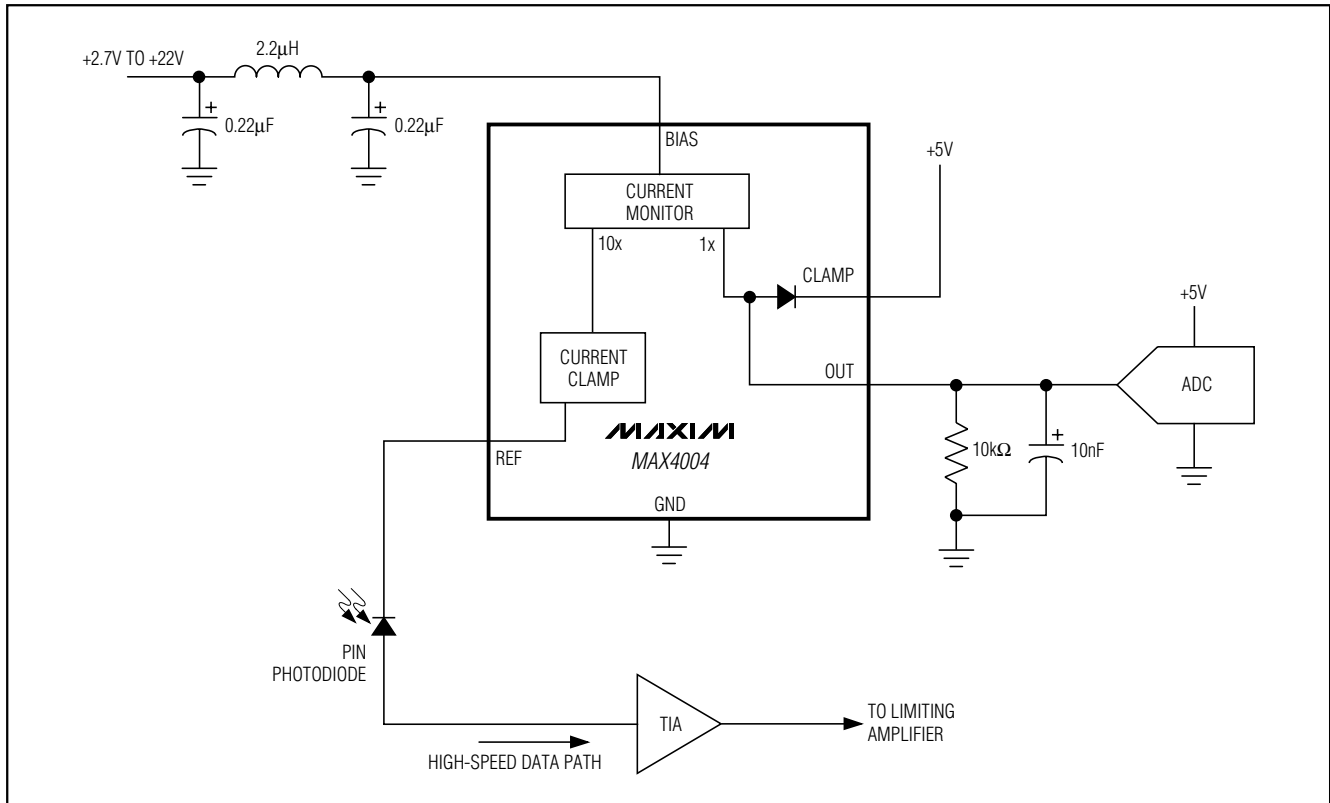 +2.7V TO +22V
2.2μH
+
0.22μF
+
0.22μF
BIAS
+5V
CURRENT
MONITOR
10x
1x
CLAMP
+5V
CURRENT
CLAMP
OUT
ADC
MAXIM
MAX4004
REF
10kΩ
+
10nF
GND
PIN
PHOTODIODE
TIA
TO LIMITING
AMPLIFIER
HIGH-SPEED DATA PATH